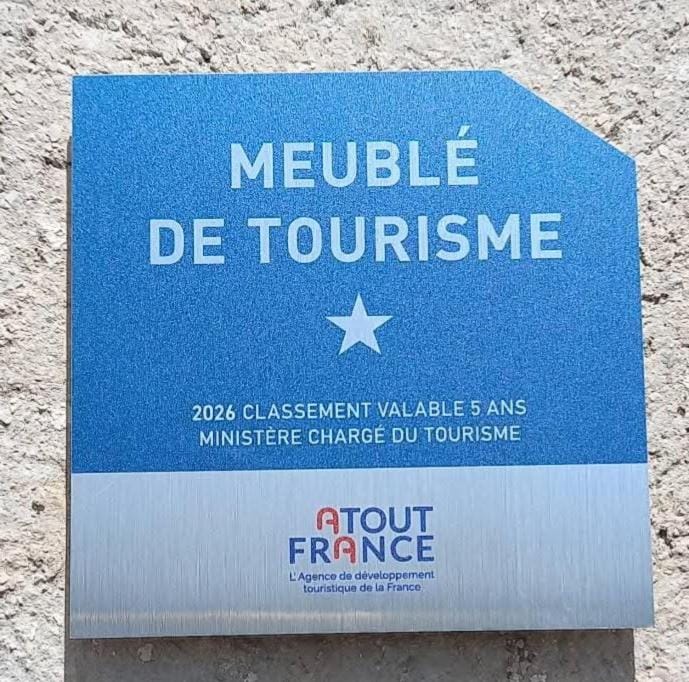 MEUBLÉ
DE TOURISME
2026 CLASSEMENT VALABLE 5 ANS
MINISTÈRE CHARGÉ DU TOURISME
ATOUT
FRANCE
L'Agence de développement
touristique de la France